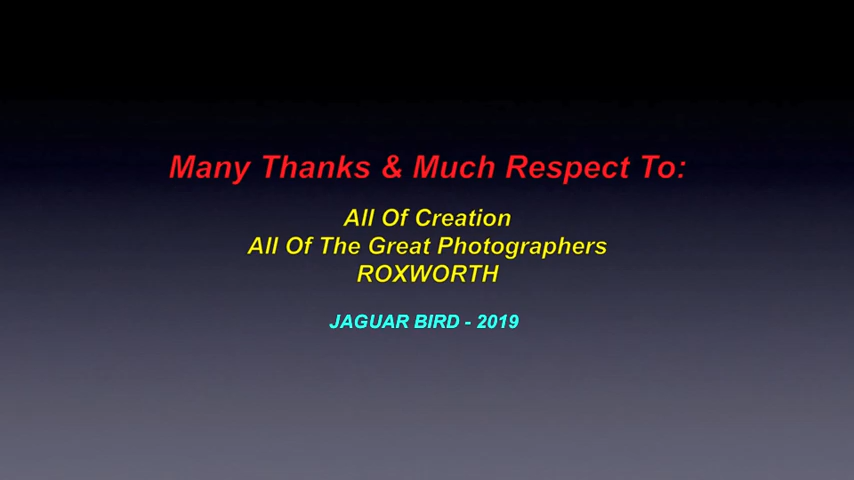 Many Thanks & Much Respect To:
All Of Creation
All Of The Great Photographers
ROXWORTH
JAGUAR BIRD - 2019